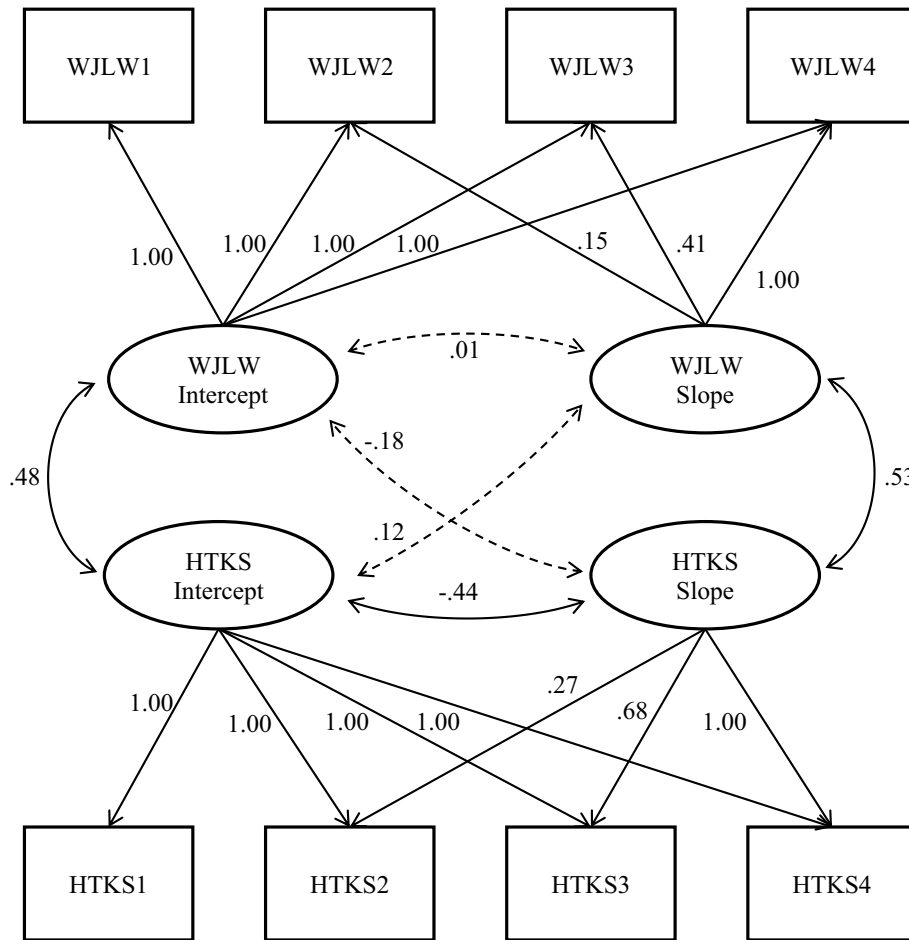 WJLW1
WJLW2
WJLW3
WJLW4
1.00
1.00
1.00
1.00
.15
.41
1.00
WJLW
Intercept
.01
WJLW
Slope
-.18
.48
.53
.12
HTKS
Intercept
-.44
HTKS
Slope
1.00
1.00
1.00
1.00
.27
.68
1.00
HTKS1
HTKS2
HTKS3
HTKS4